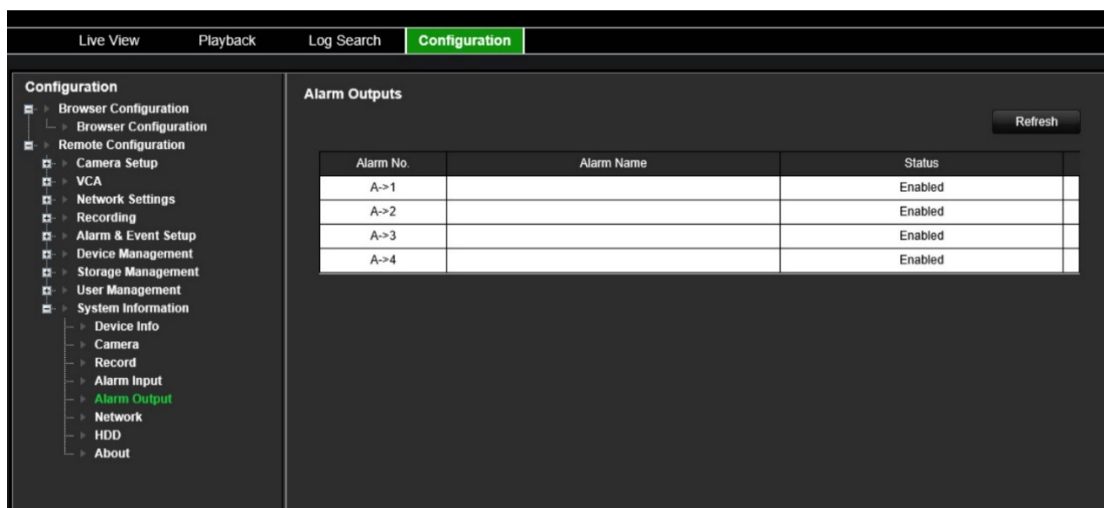 Live View Playback Log Search Configuration
Configuration
Browser Configuration
Browser Configuration
Remote Configuration
Camera Setup
VCA
Network Settings
Recording
Alarm & Event Setup
Device Management
Storage Management
User Management
System Information
Device Info
Camera
Record
Alarm Input
Alarm Output
Network
HDD
About
Alarm Outputs
Refresh
Alarm No. Alarm Name Status
A->1 Enabled
A->2 Enabled
A->3 Enabled
A->4 Enabled